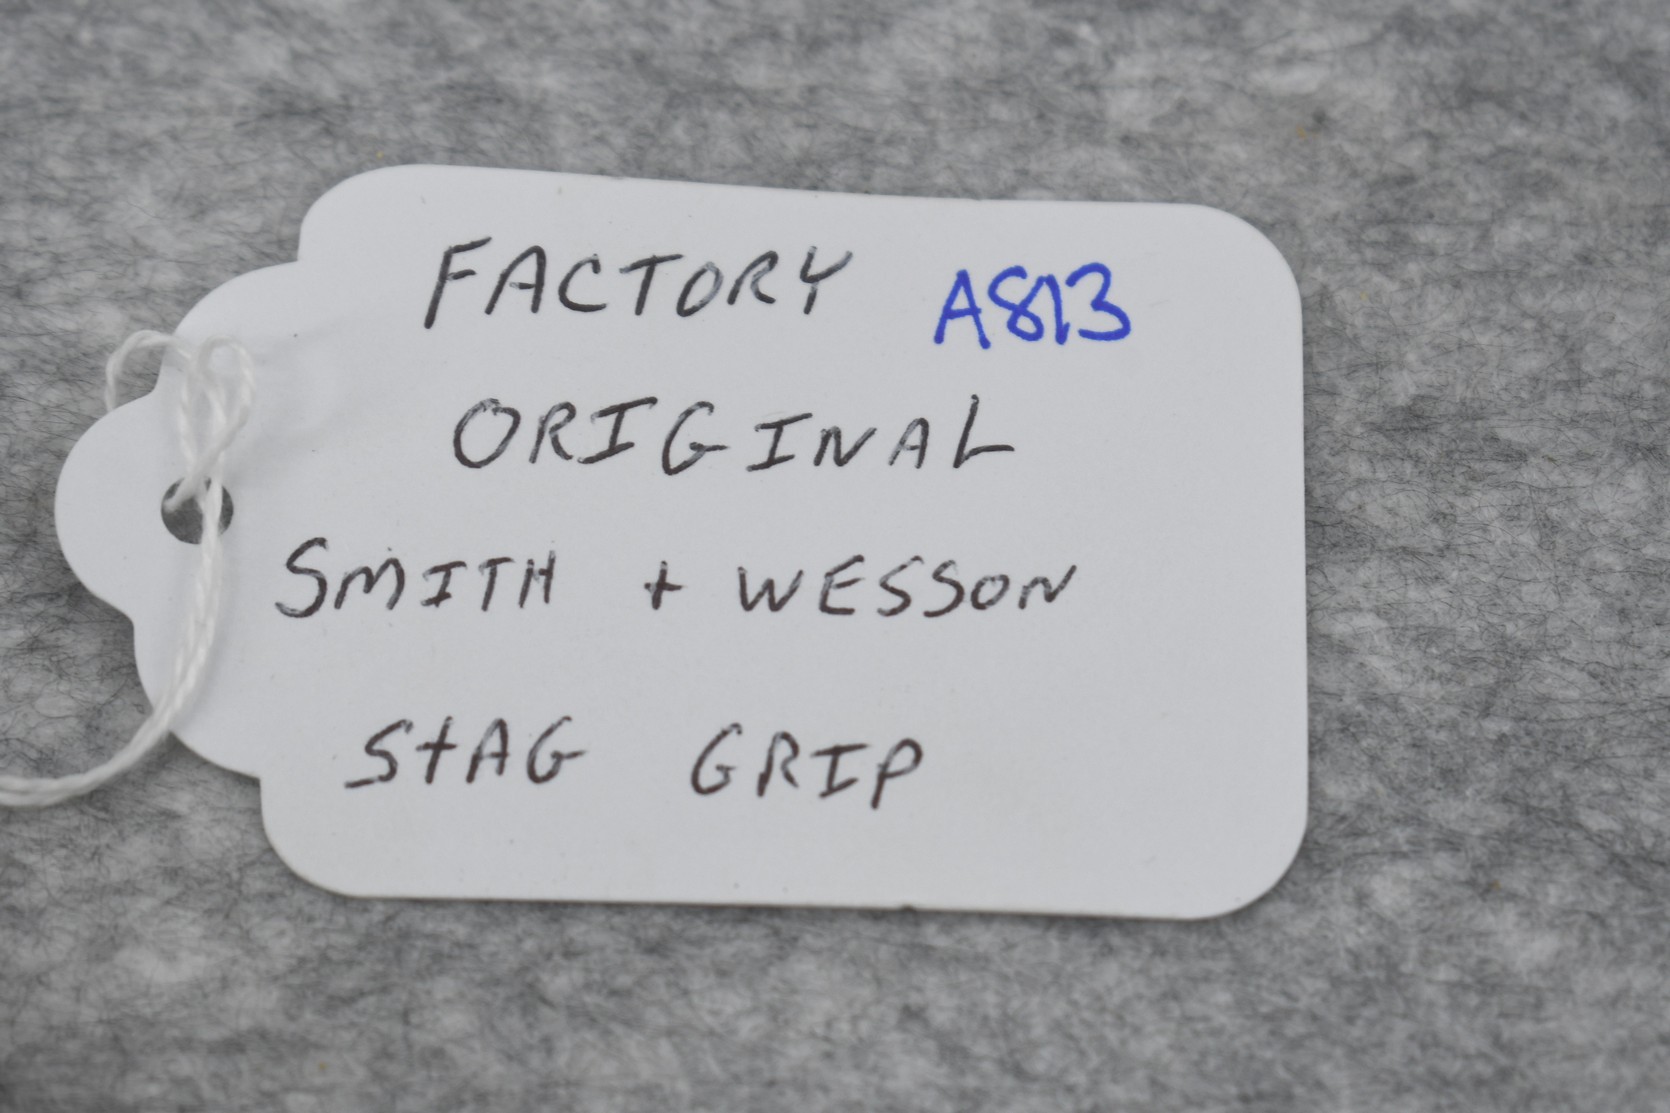 FACTORY A813
ORIGINAL
SMITH + WESSON
StAG GRIP